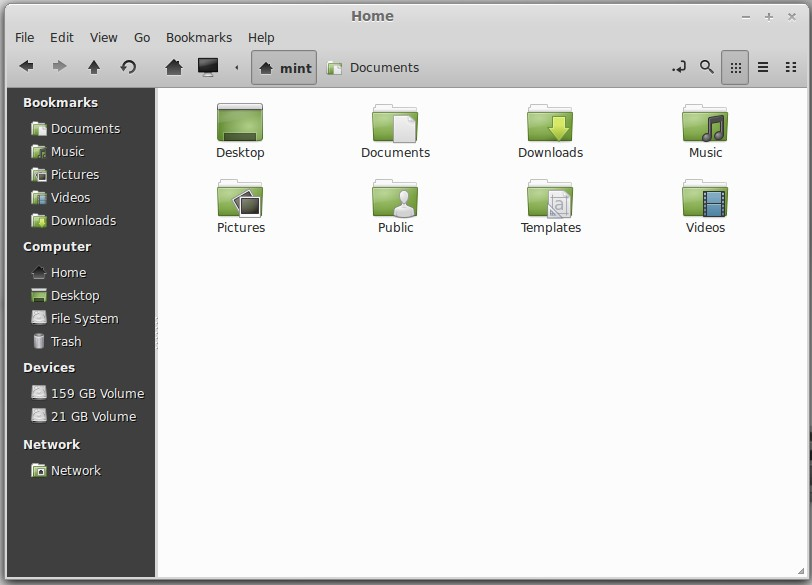 Home
File Edit View Go Bookmarks Help
mint Documents
Bookmarks
Documents
Music
Pictures
Videos
Downloads
Computer
Home
Desktop
File System
Trash
Devices
159 GB Volume
21 GB Volume
Network
Network
Desktop Documents Downloads Music
Pictures Public Templates Videos